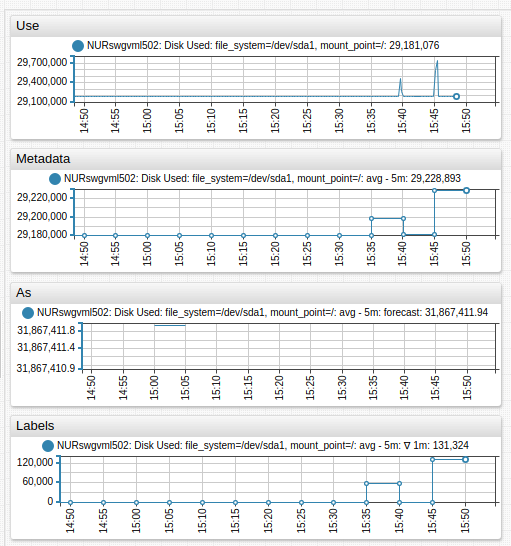 Use
NURswgvml502: Disk Used: file_system=/dev/sda1, mount_point=/: 29,181,076
29,700,000
29,400,000
29,100,000
14:50 14:55 15:00 15:05 15:10 15:15 15:20 15:25 15:30 15:35 15:40 15:45 15:50
Metadata
NURswgvml502: Disk Used: file_system=/dev/sda1, mount_point=/: avg - 5m: 29,228,893
29,220,000
29,200,000
29,180,000
14:50 14:55 15:00 15:05 15:10 15:15 15:20 15:25 15:30 15:35 15:40 15:45 15:50
As
NURswgvml502: Disk Used: file_system=/dev/sda1, mount_point=/: avg - 5m: forecast: 31,867,411.94
31,867,411.8
31,867,411.4
31,867,410.9
14:50 14:55 15:00 15:05 15:10 15:15 15:20 15:25 15:30 15:35 15:40 15:45 15:50
Labels
NURswgvml502: Disk Used: file_system=/dev/sda1, mount_point=/: avg - 5m: ∇ 1m: 131,324
120,000
60,000
0
14:50 14:55 15:00 15:05 15:10 15:15 15:20 15:25 15:30 15:35 15:40 15:45 15:50